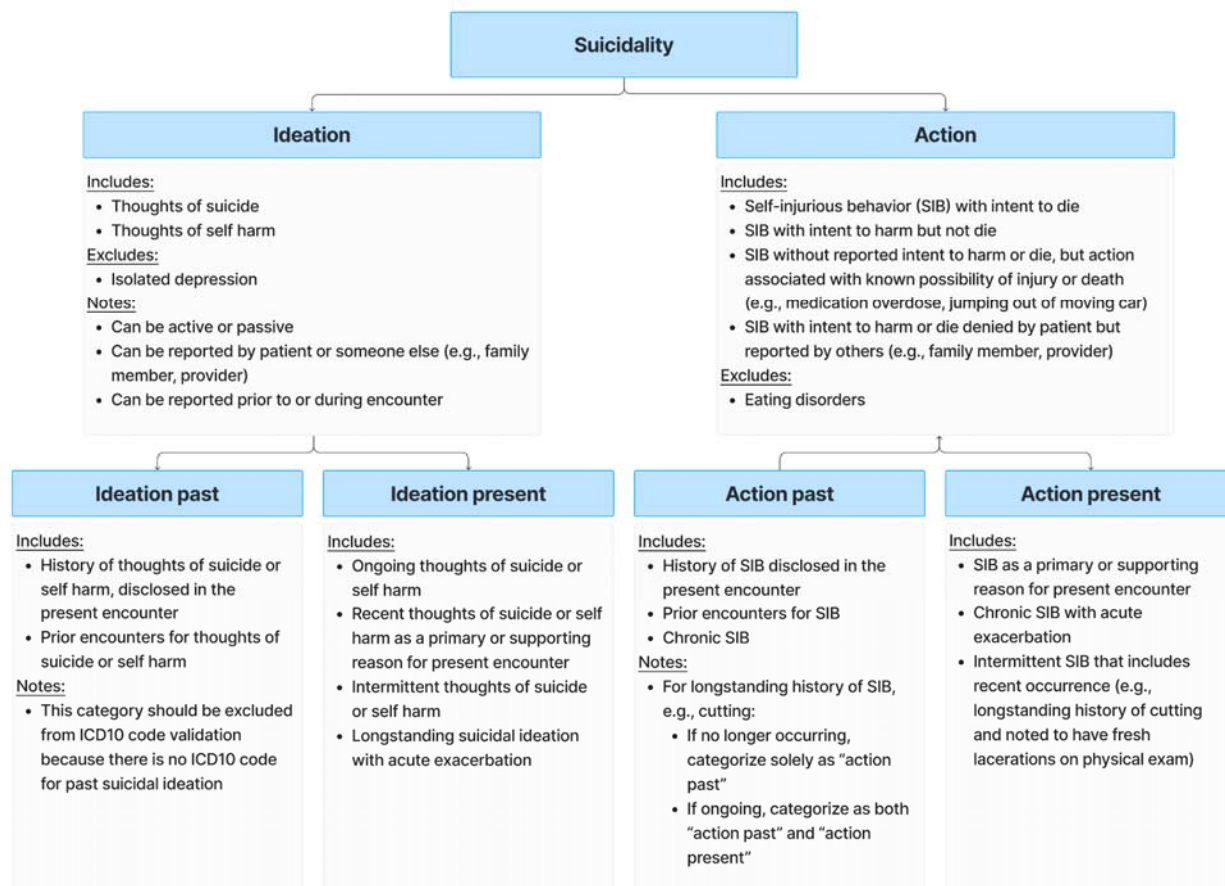 Suicidality
Ideation
Includes:
• Thoughts of suicide
• Thoughts of self harm
Excludes:
• Isolated depression
Notes:
• Can be active or passive
• Can be reported by patient or someone else (e.g., family
member, provider)
• Can be reported prior to or during encounter
Action
Includes:
• Self-injurious behavior (SIB) with intent to die
• SIB with intent to harm but not die
• SIB without reported intent to harm or die, but action
associated with known possibility of injury or death
(e.g., medication overdose, jumping out of moving car)
• SIB with intent to harm or die denied by patient but
reported by others (e.g., family member, provider)
Excludes:
• Eating disorders
Ideation past
Includes:
• History of thoughts of suicide or
self harm, disclosed in the
present encounter
• Prior encounters for thoughts of
suicide or self harm
Notes:
• This category should be excluded
from ICD10 code validation
because there is no ICD10 code
for past suicidal ideation
Ideation present
Includes:
• Ongoing thoughts of suicide or
self harm
• Recent thoughts of suicide or self
harm as a primary or supporting
reason for present encounter
• Intermittent thoughts of suicide
or self harm
• Longstanding suicidal ideation
with acute exacerbation
Action past
Includes:
• History of SIB disclosed in the
present encounter
• Prior encounters for SIB
• Chronic SIB
Notes:
• For longstanding history of SIB,
e.g., cutting:
• If no longer occurring,
categorize solely as “action
past”
• If ongoing, categorize as both
“action past” and “action
present”
Action present
Includes:
• SIB as a primary or supporting
reason for present encounter
• Chronic SIB with acute
exacerbation
• Intermittent SIB that includes
recent occurrence (e.g.,
longstanding history of cutting
and noted to have fresh
lacerations on physical exam)